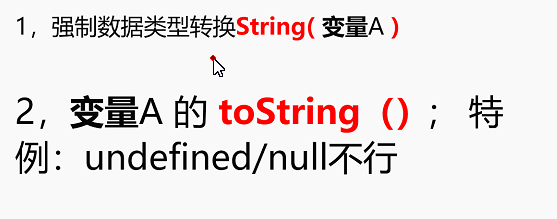 1，强制数据类型转换String( 变量A )
2，变量A 的 toString（）； 特
例：undefined/null不行